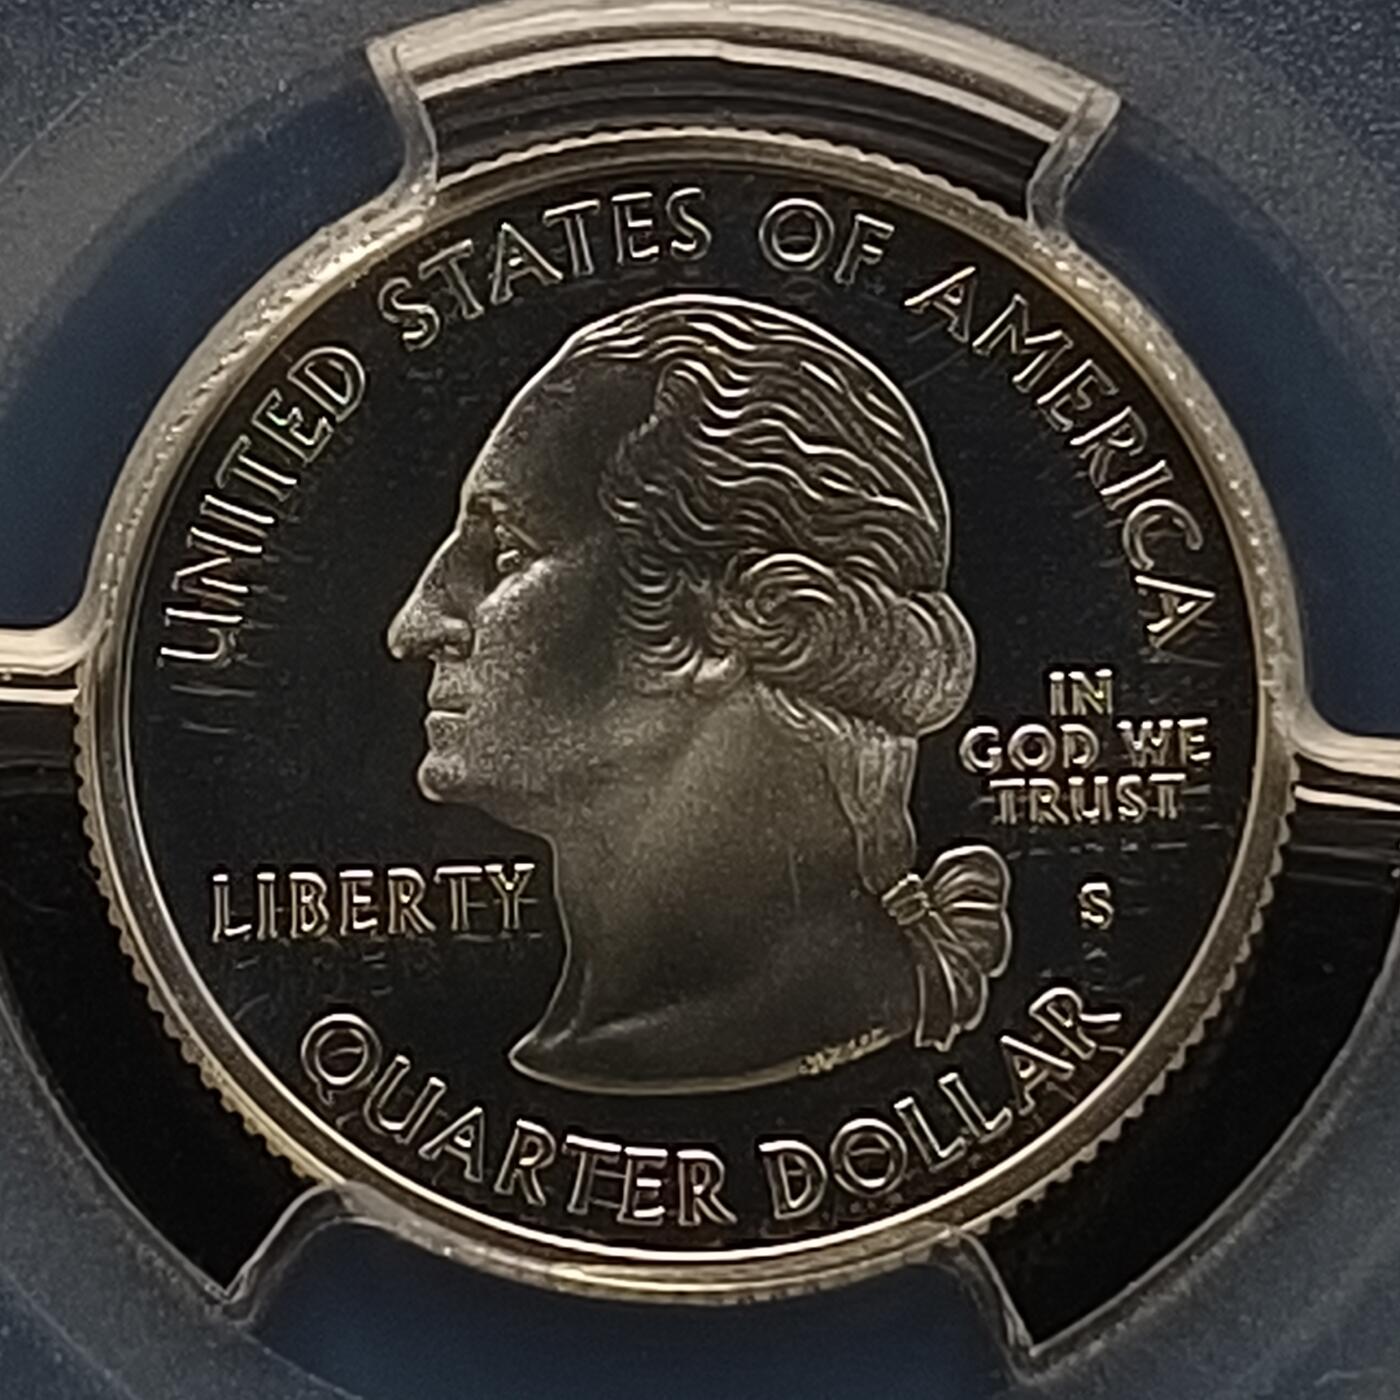 UNITED STATES OF AMERICA
LIBERTY
IN
GOD WE
TRUST
S
QUARTER DOLLAR